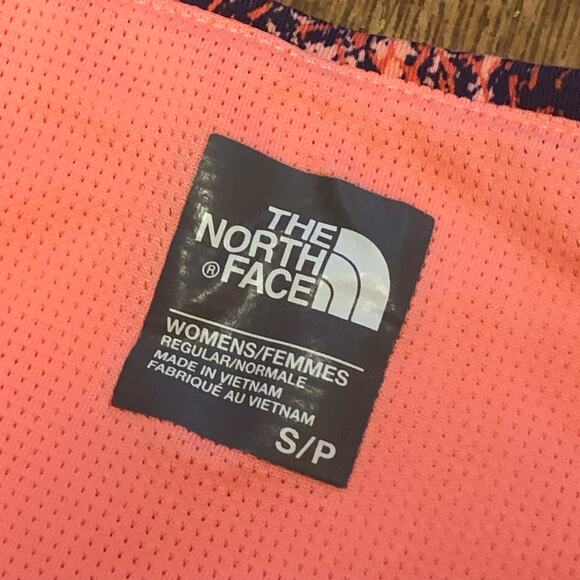 THE
NORTH
® FACE
WOMENS/FEMMES
REGULAR/NORMALE
MADE IN VIETNAM
FABRIQUÉ AU VIETNAM
S/P